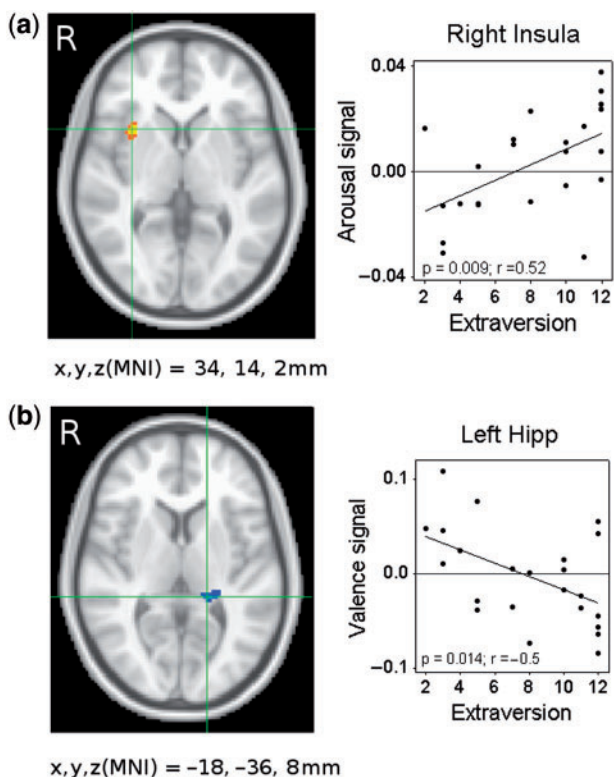 (a)
R
x,y,z(MNI) = 34, 14, 2mm
Right Insula
Arousal signal
0.04
0.00
−0.04
p = 0.009; r =0.52
2 4 6 8 10 12
Extraversion
(b)
R
x,y,z(MNI) = −18, −36, 8mm
Left Hipp
Valence signal
0.1
0.0
−0.1
p = 0.014; r =−0.5
2 4 6 8 10 12
Extraversion